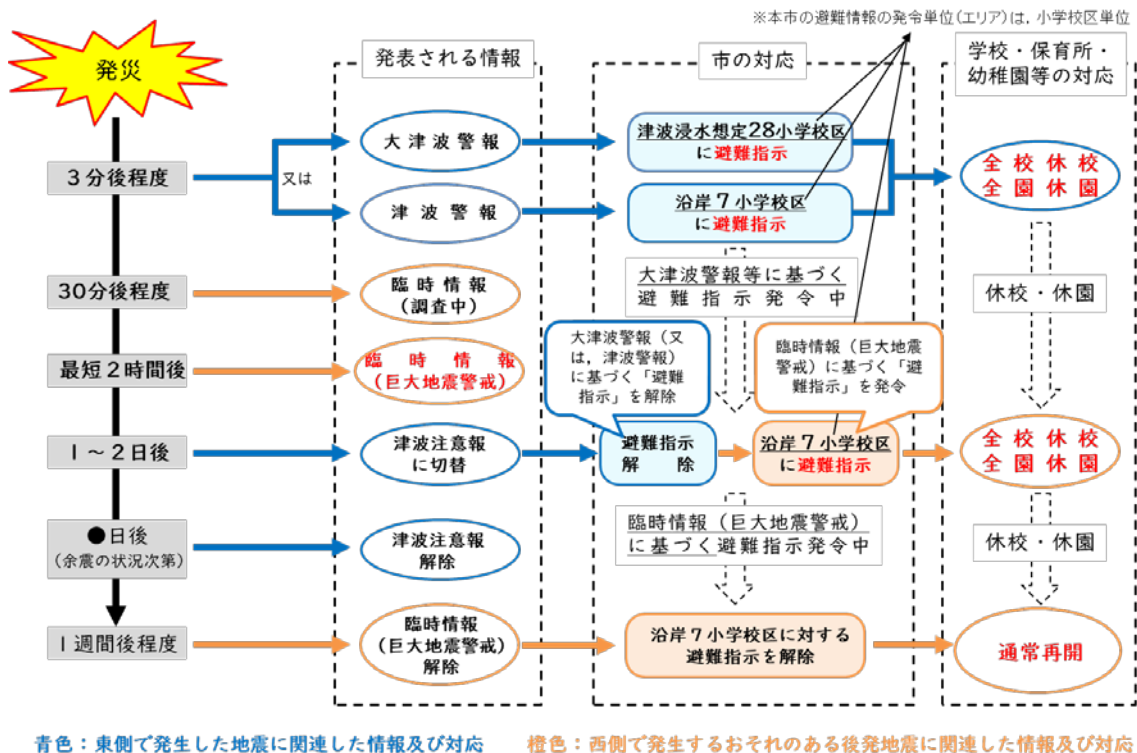 ※本市の避難情報の発令単位(エリア)は，小学校区単位
発災
発表される情報
市の対応
学校・保育所・
幼稚園等の対応
3分後程度
又は
大津波警報
津波警報
津波浸水想定28小学校区
に避難指示
沿岸7小学校区
に避難指示
全校休校
全園休園
30分後程度
臨時情報
(調査中)
大津波警報等に基づく
避難指示発令中
休校・休園
最短2時間後
臨時情報
(巨大地震警戒)
大津波警報（又
は，津波警報）
に基づく「避難
指示」を解除
臨時情報（巨大地震
警戒）に基づく「避
難指示」を発令
1～2日後
津波注意報
に切替
避難指示
解除
沿岸7小学校区
に避難指示
全校休校
全園休園
●日後
(余震の状況次第)
津波注意報
解除
臨時情報（巨大地震警戒）
に基づく避難指示発令中
休校・休園
1週間後程度
臨時情報
(巨大地震警戒)
解除
沿岸7小学校区に対する
避難指示を解除
通常再開
青色：東側で発生した地震に関連した情報及び対応
橙色：西側で発生するおそれのある後発地震に関連した情報及び対応